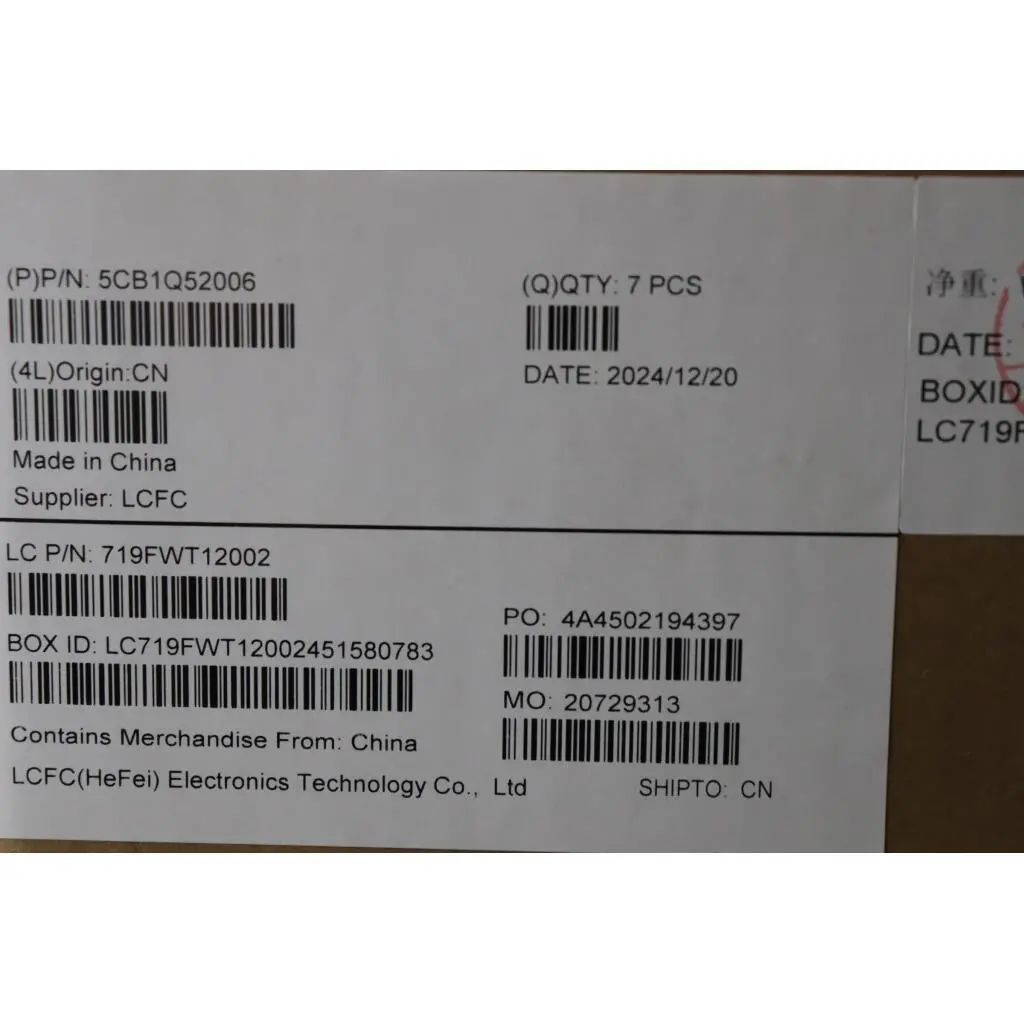 (P)P/N: 5CB1Q52006
(Q)QTY: 7 PCS
(4L)Origin:CN
DATE: 2024/12/20
Made in China
Supplier: LCFC
LC P/N: 719FWT12002
PO: 4A4502194397
BOX ID: LC719FWT12002451580783
MO: 20729313
Contains Merchandise From: China
LCFC(HeFei) Electronics Technology Co., Ltd
SHIPTO: CN
净重:
DATE:
BOXID
LC719F